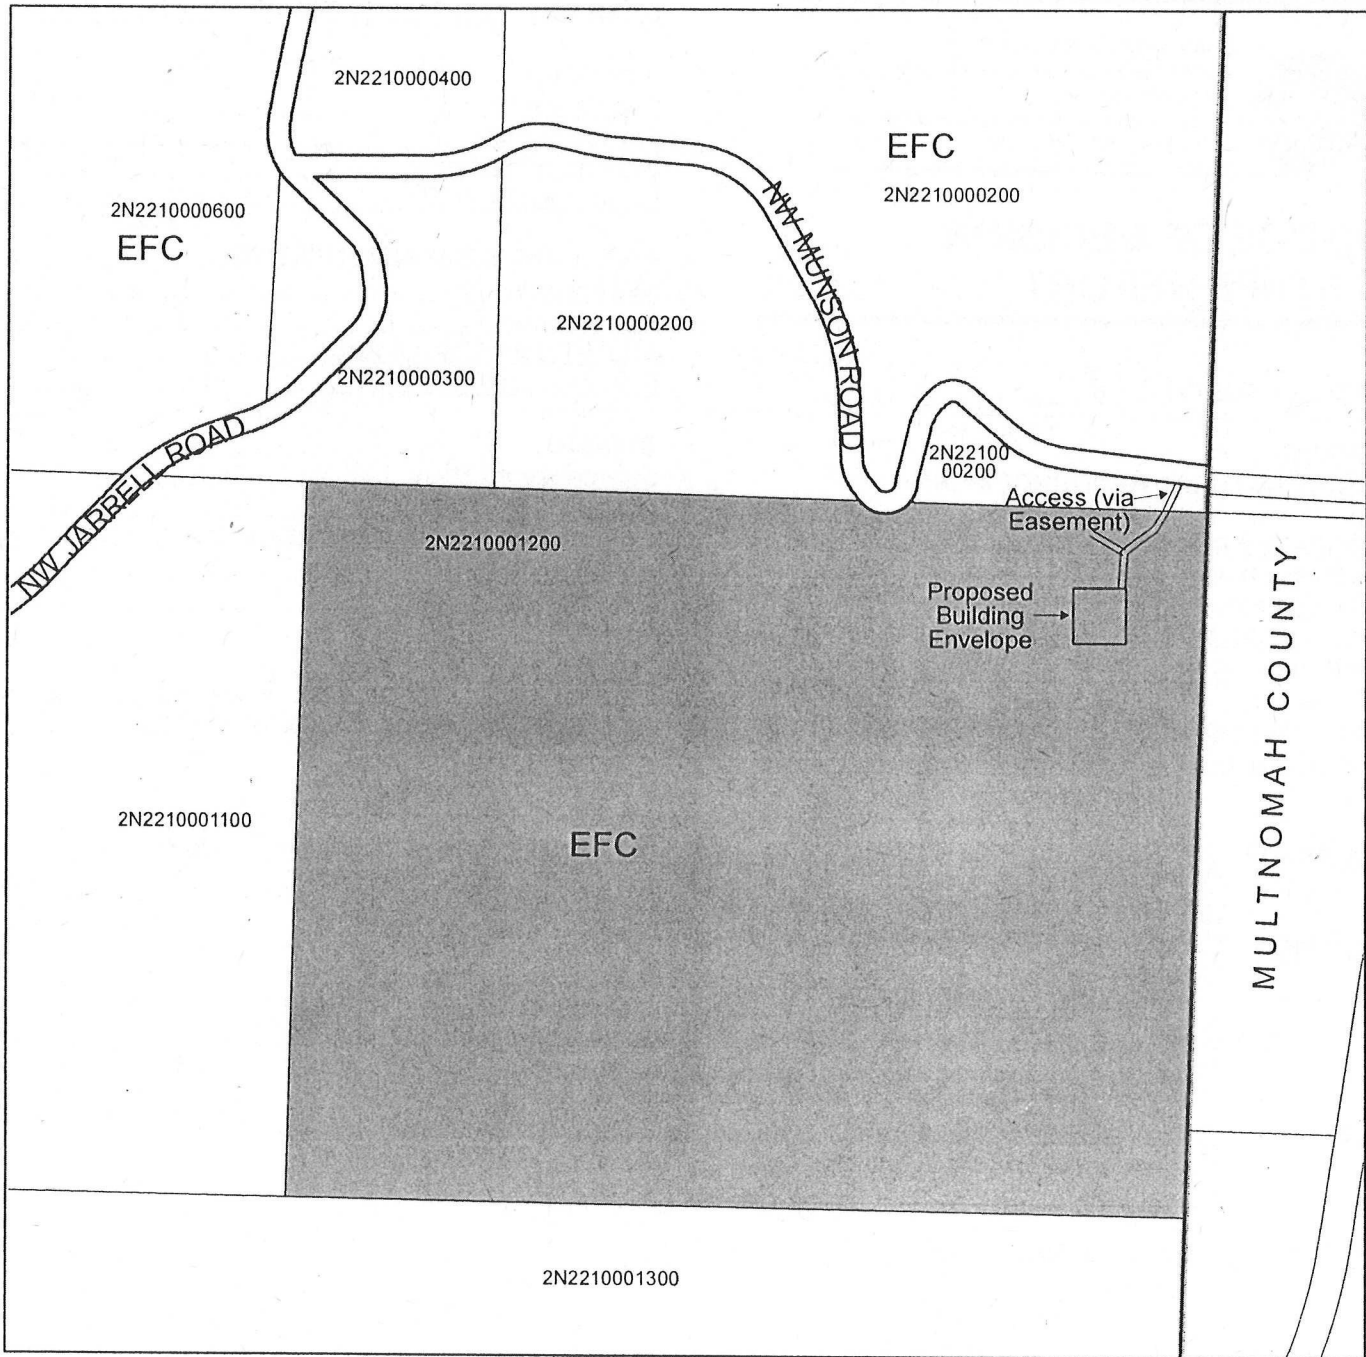 2N2210000400
EFC
2N2210000200
2N2210000600
EFC
NW MUNSON ROAD
2N2210000200
2N2210000300
NW JARRELL ROAD
2N22100
00200
Access (via
Easement)
2N2210001200
Proposed
Building
Envelope
MULTNOMAH COUNTY
2N2210001100
EFC
2N2210001300